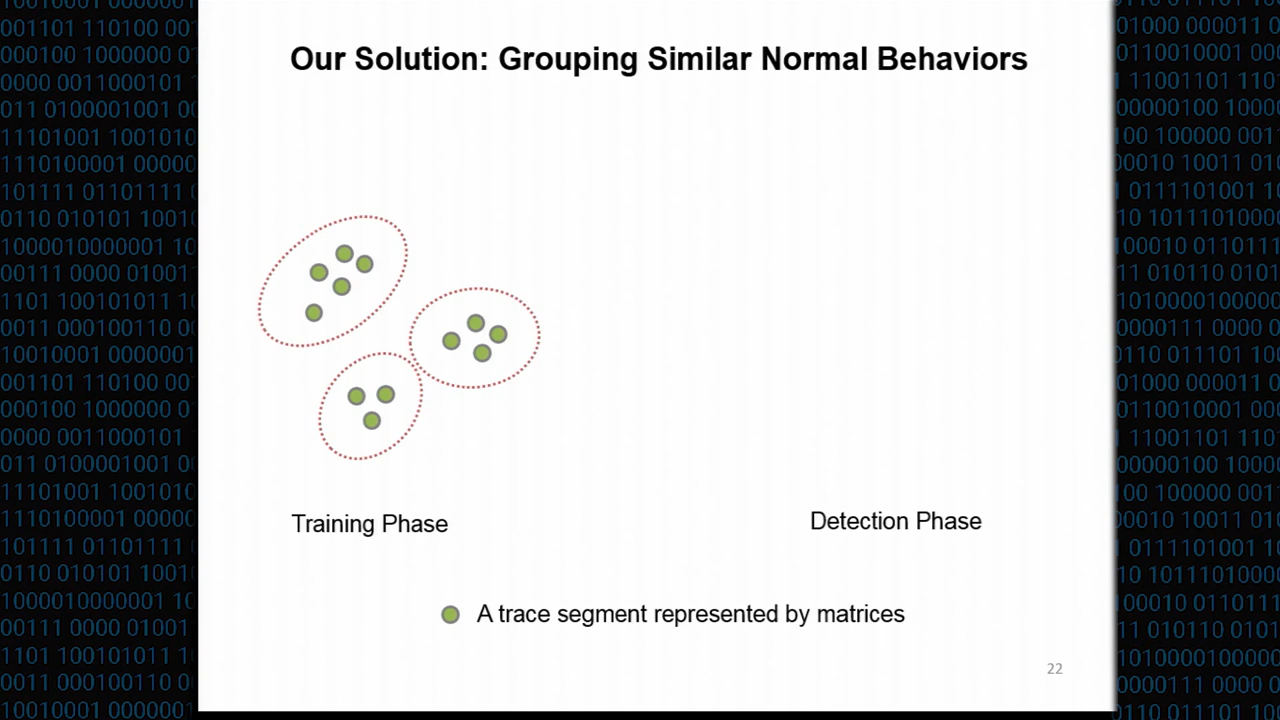 Our Solution: Grouping Similar Normal Behaviors
Training Phase
Detection Phase
A trace segment represented by matrices
22